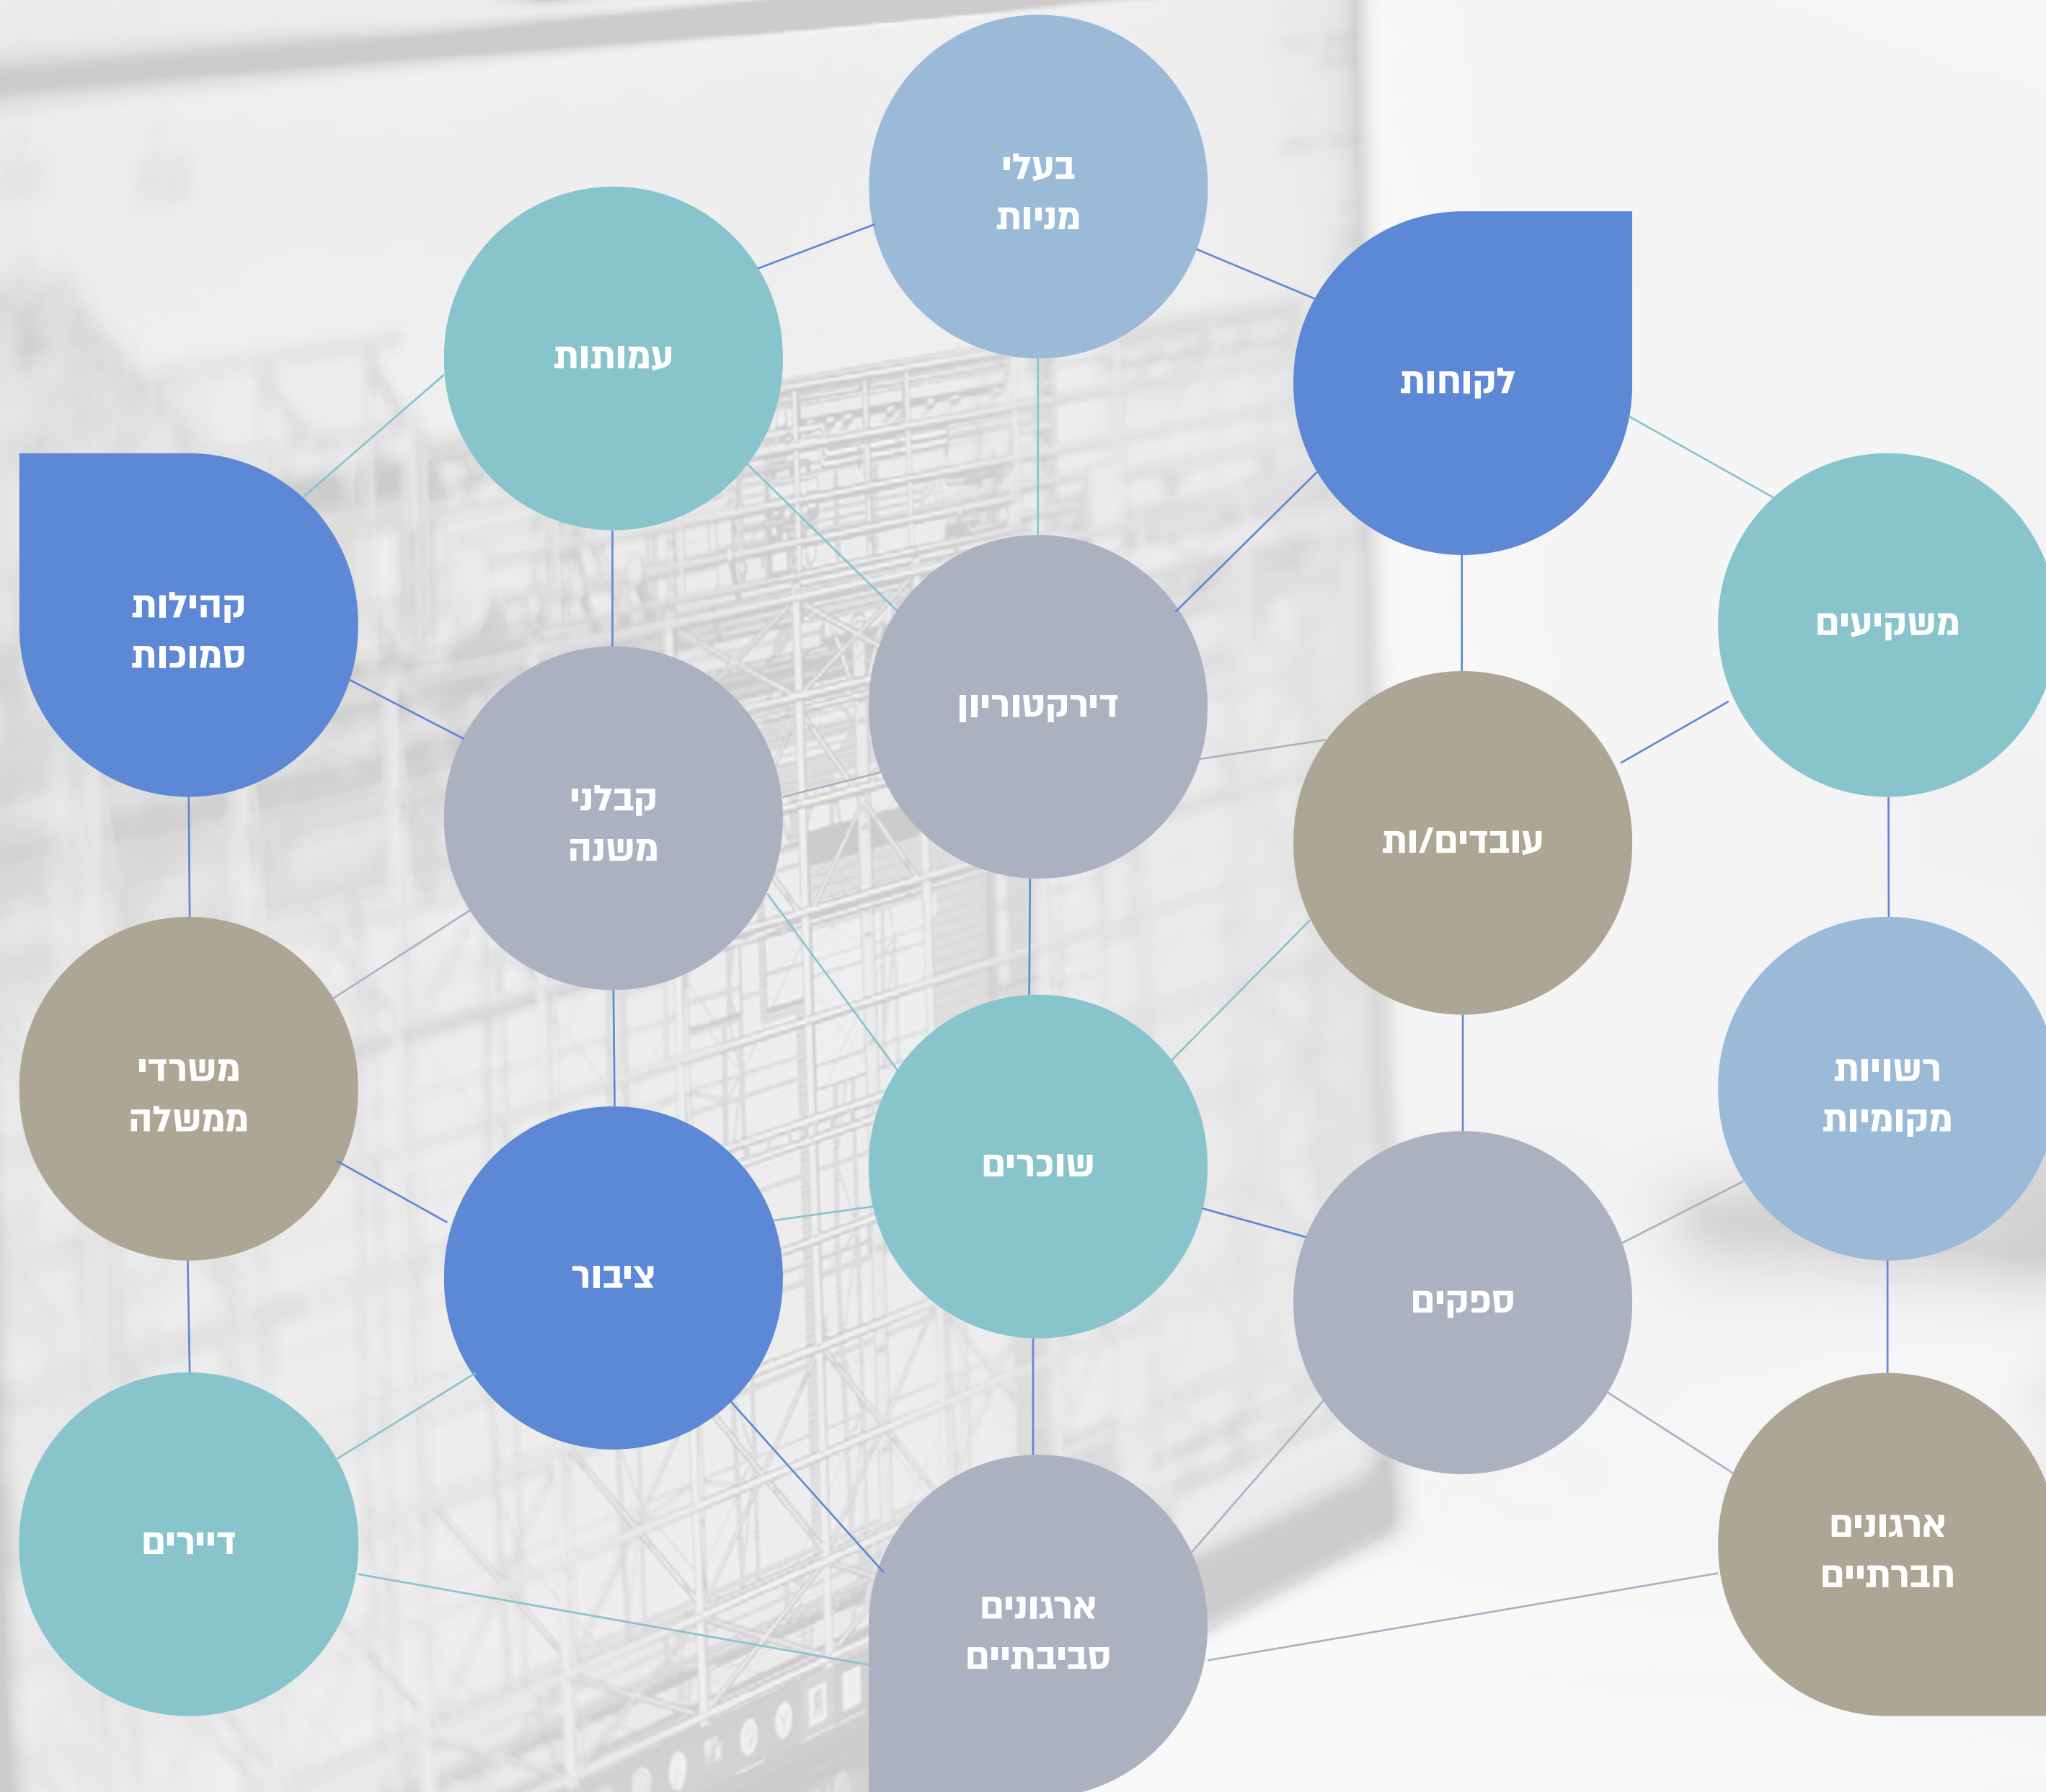 בעלי
מניות
עמותות
לקוחות
קהילות
סמוכות
משקיעים
דירקטוריון
קבלני
משנה
עובדים/ות
משרדי
ממשלה
רשויות
מקומיות
שוכרים
ציבור
ספקים
דיירים
ארגונים
סביבתיים
ארגונים
חברתיים